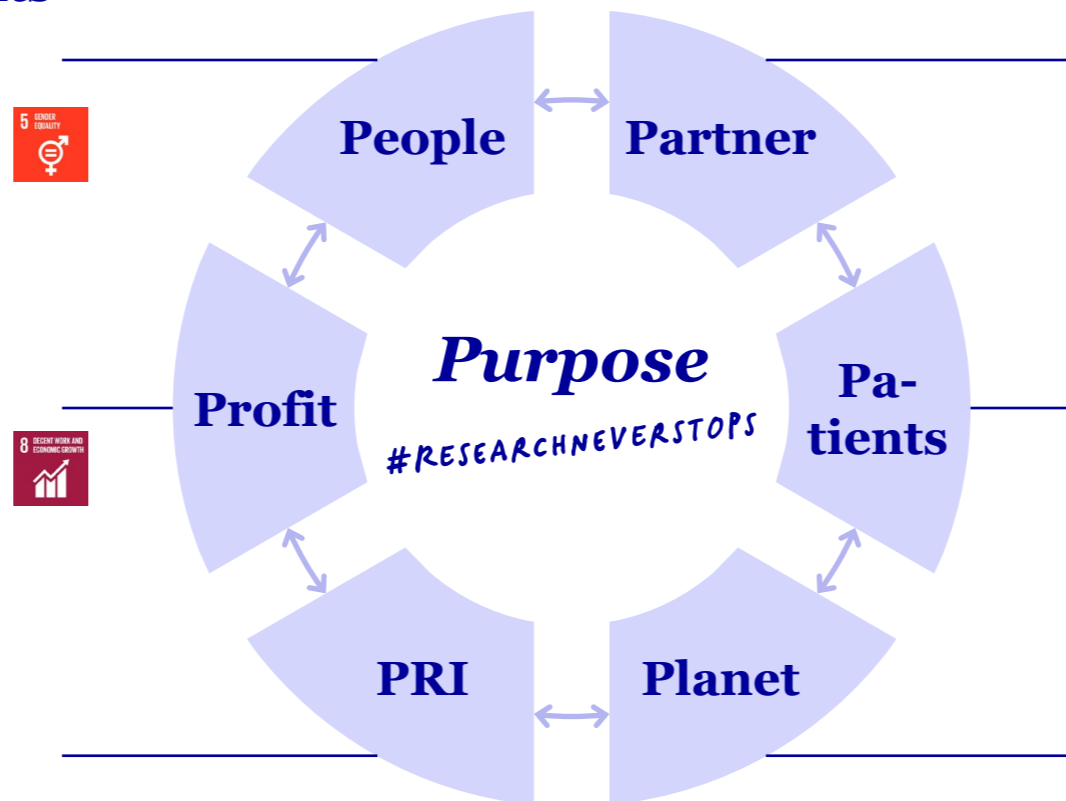 5 GENDER
EQUALITY
People
Partner
Purpose
#RESEARCHNEVERSTOPS
Profit
Pa-
tients
8 DECENT WORK AND
ECONOMIC GROWTH
PRI
Planet